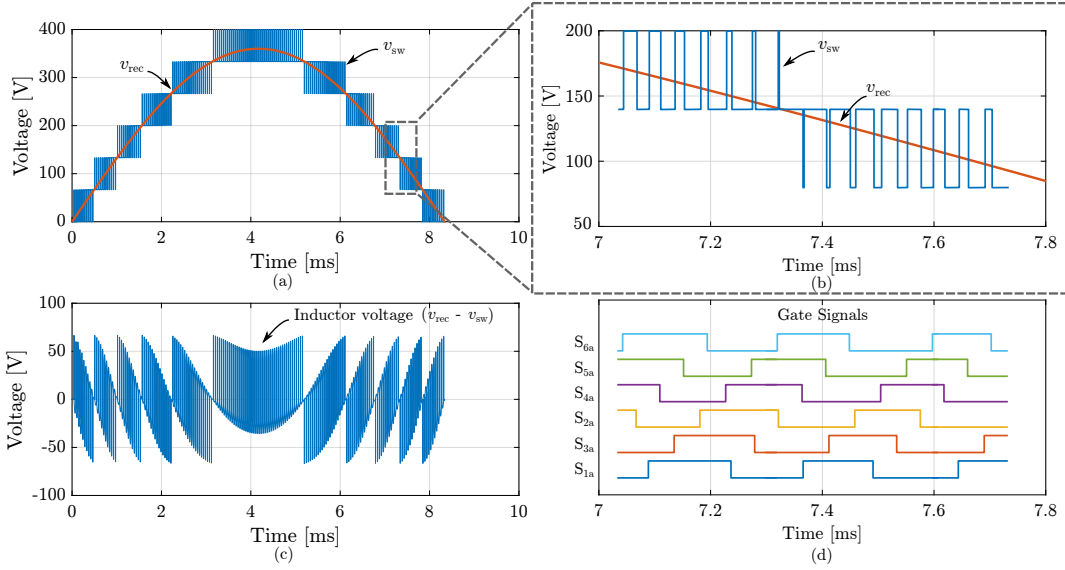 400
300
200
100
0
Voltage [V]
v_rec
v_sw
0 2 4 6 8 10
Time [ms]
(a)
200
150
100
50
Voltage [V]
v_sw
v_rec
7 7.2 7.4 7.6 7.8
Time [ms]
(b)
100
50
0
-50
-100
Voltage [V]
Inductor voltage (v_rec - v_sw)
0 2 4 6 8 10
Time [ms]
(c)
Gate Signals
S_6a
S_5a
S_4a
S_2a
S_3a
S_1a
7 7.2 7.4 7.6 7.8
Time [ms]
(d)